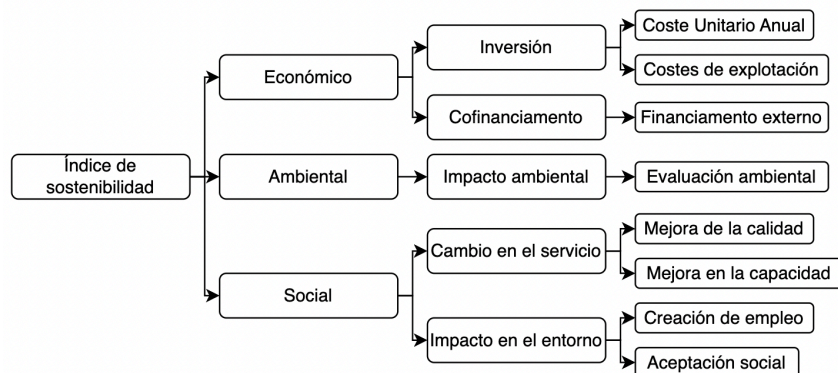 Índice de
sostenibilidad
Económico
Inversión
Coste Unitario Anual
Costes de explotación
Cofinanciamento
Financiamento externo
Ambiental
Impacto ambiental
Evaluación ambiental
Social
Cambio en el servicio
Mejora de la calidad
Mejora en la capacidad
Impacto en el entorno
Creación de empleo
Aceptación social